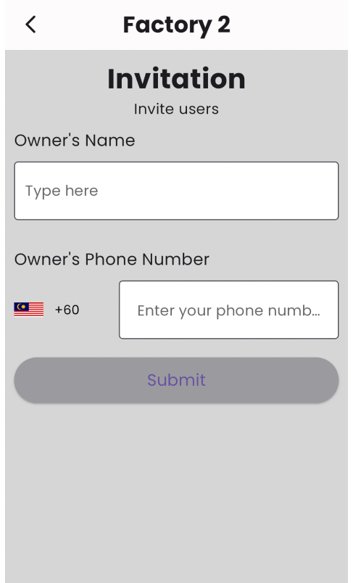 Factory 2
Invitation
Invite users
Owner's Name
Type here
Owner's Phone Number
+60
Enter your phone numb...
Submit